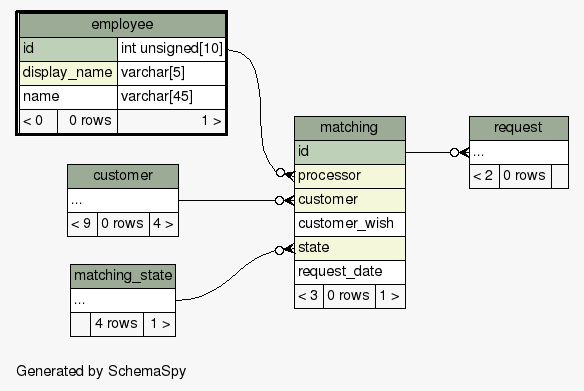 employee
id int unsigned[10]
display_name varchar[5]
name varchar[45]
< 0 0 rows 1 >
matching
id
processor
customer
customer_wish
state
request_date
< 3 0 rows 1 >
request
...
< 2 0 rows
customer
...
< 9 0 rows 4 >
matching_state
...
4 rows 1 >
Generated by SchemaSpy